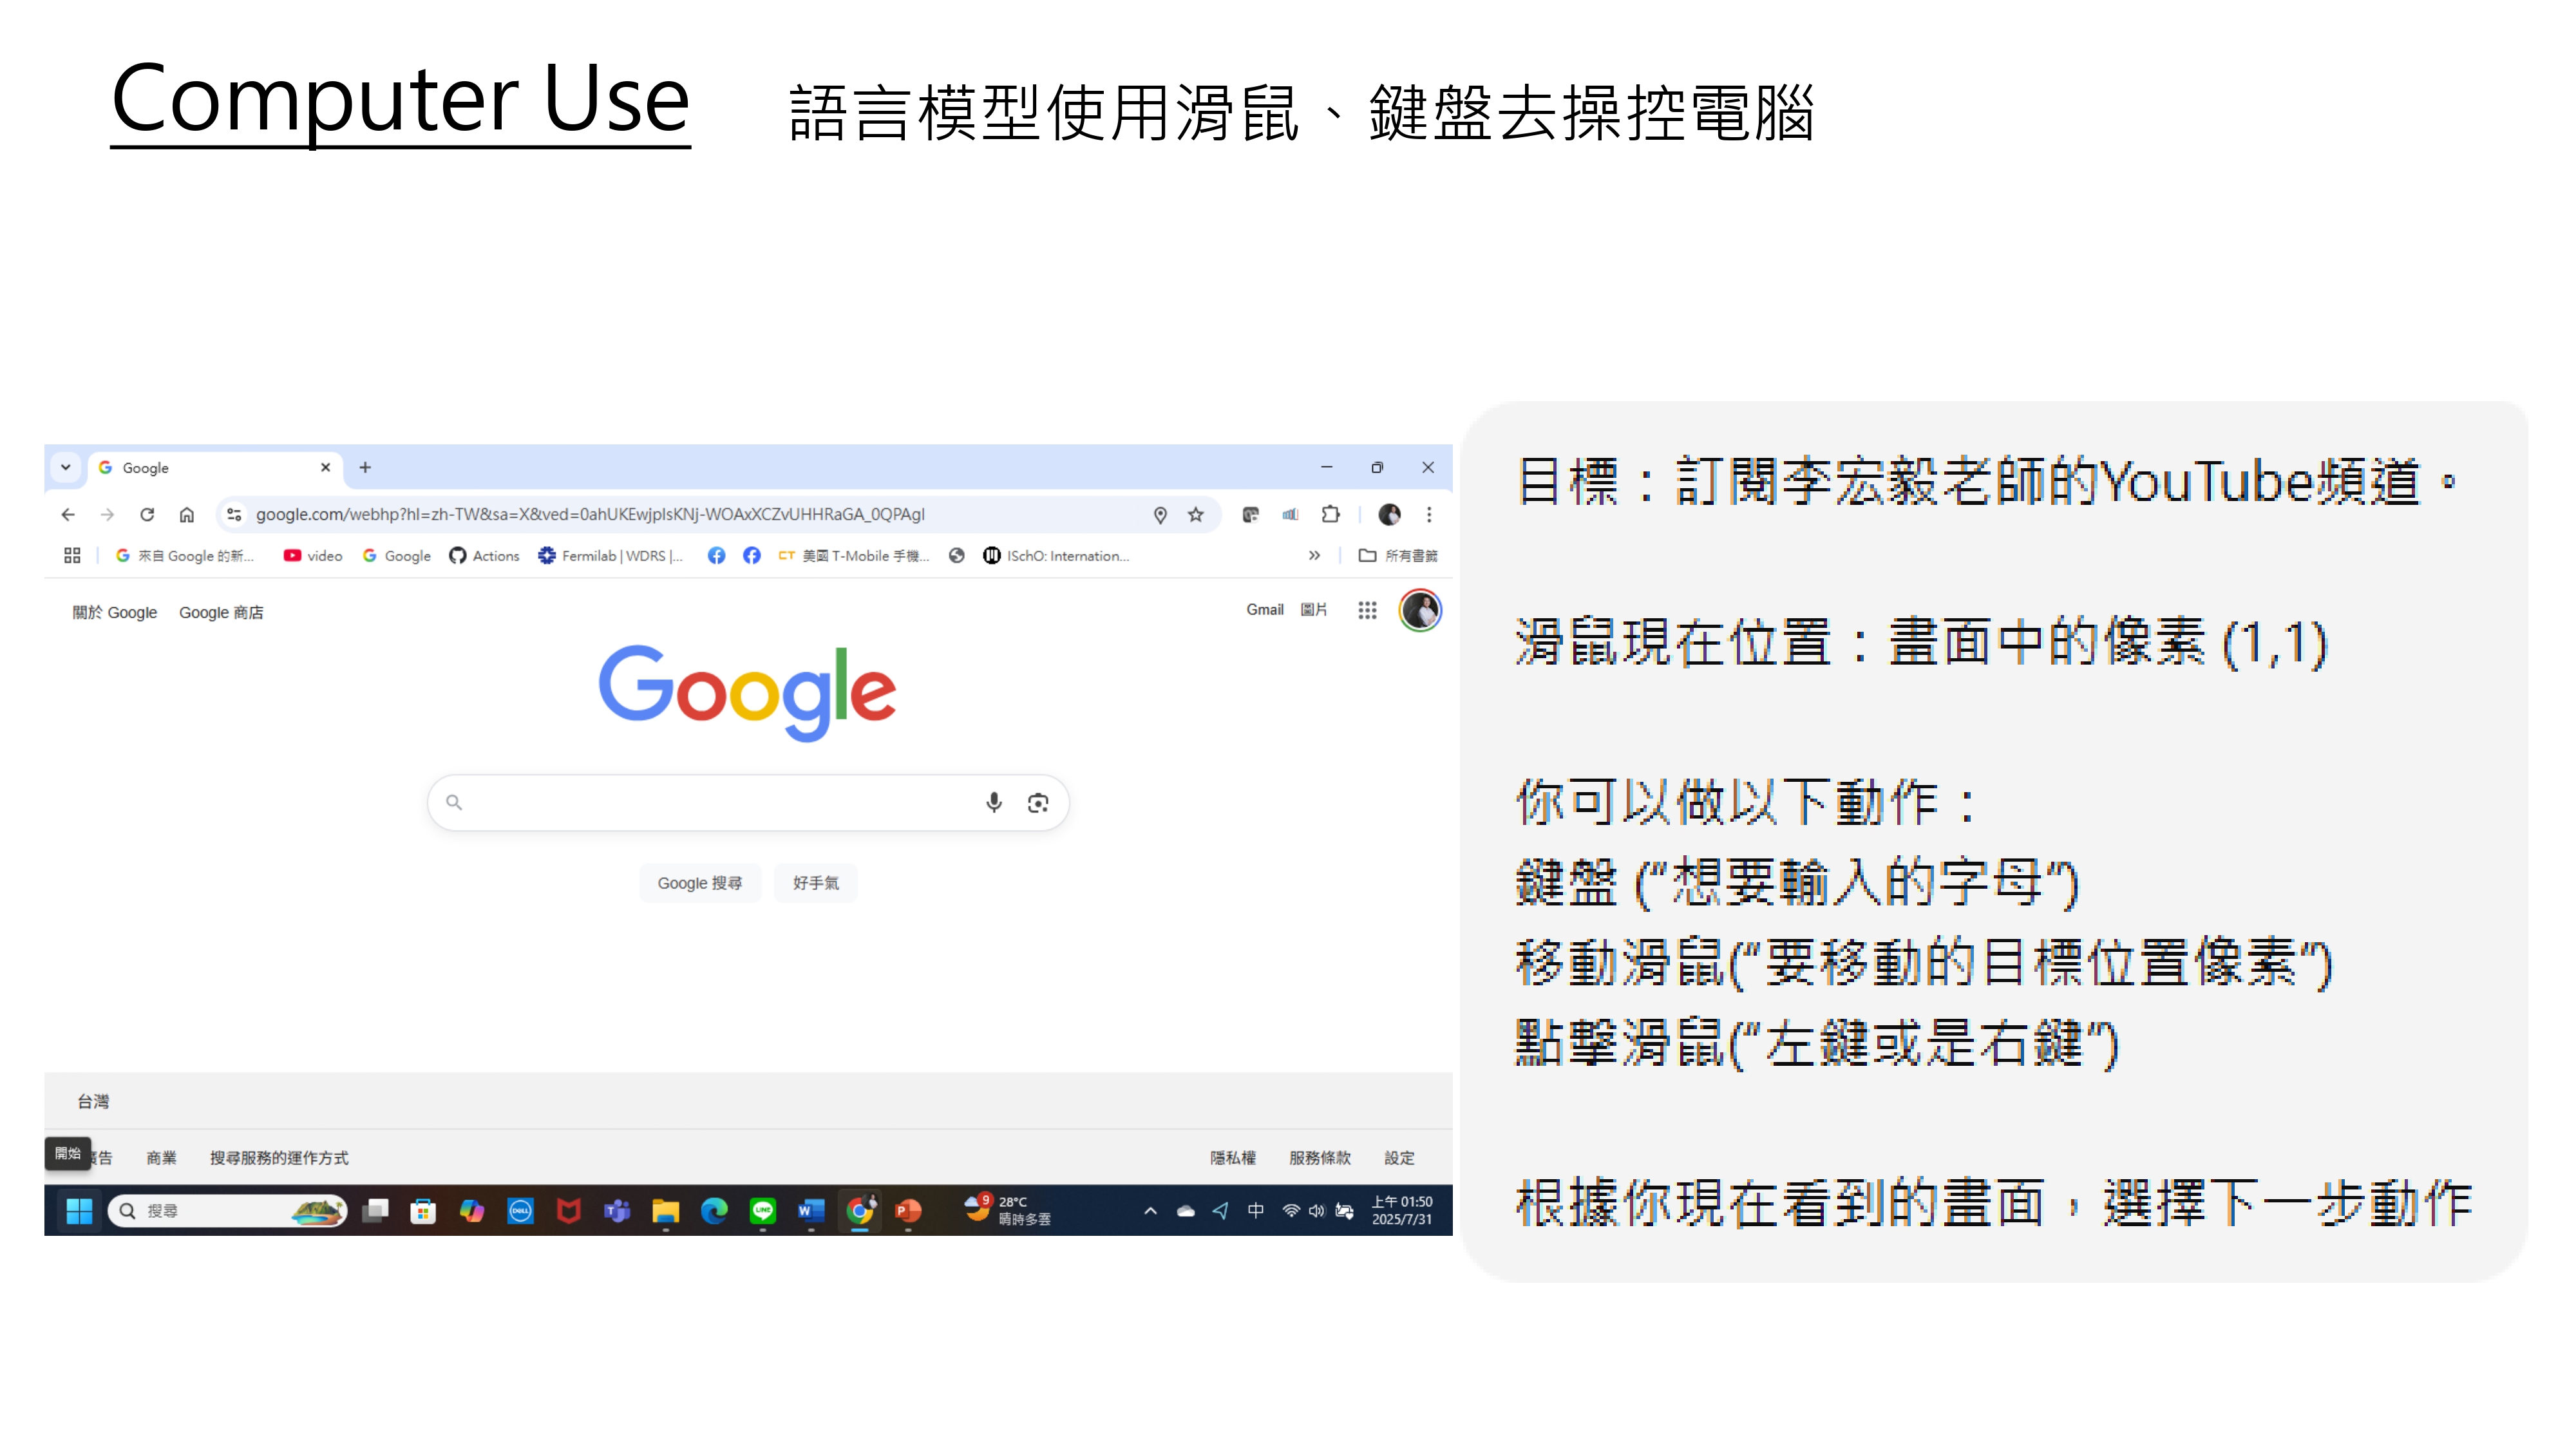 Computer Use
語言模型使用滑鼠、鍵盤去操控電腦
Google
google.com/webhp?hl=zh-TW&sa=X&ved=0ahUKEwjplsKNj-WOAxXCZvUHHRaGA_0QPAgI
來自 Google 的新...
video
Google
Actions
Fermilab | WDRS |...
CT 美國 T-Mobile 手機...
ISchO: Internation...
所有書籤
關於 Google
Google 商店
Gmail
圖片
Google
Google 搜尋
好手氣
台灣
開始
告
商業
搜尋服務的運作方式
隱私權
服務條款
設定
搜尋
DELL
LINE
9
28°C
晴時多雲
中
上午 01:50
2025/7/31
目標：訂閱李宏毅老師的YouTube頻道。
滑鼠現在位置：畫面中的像素 (1,1)
你可以做以下動作：
鍵盤 (“想要輸入的字母”)
移動滑鼠(“要移動的目標位置像素”)
點擊滑鼠(“左鍵或是右鍵”)
根據你現在看到的畫面，選擇下一步動作